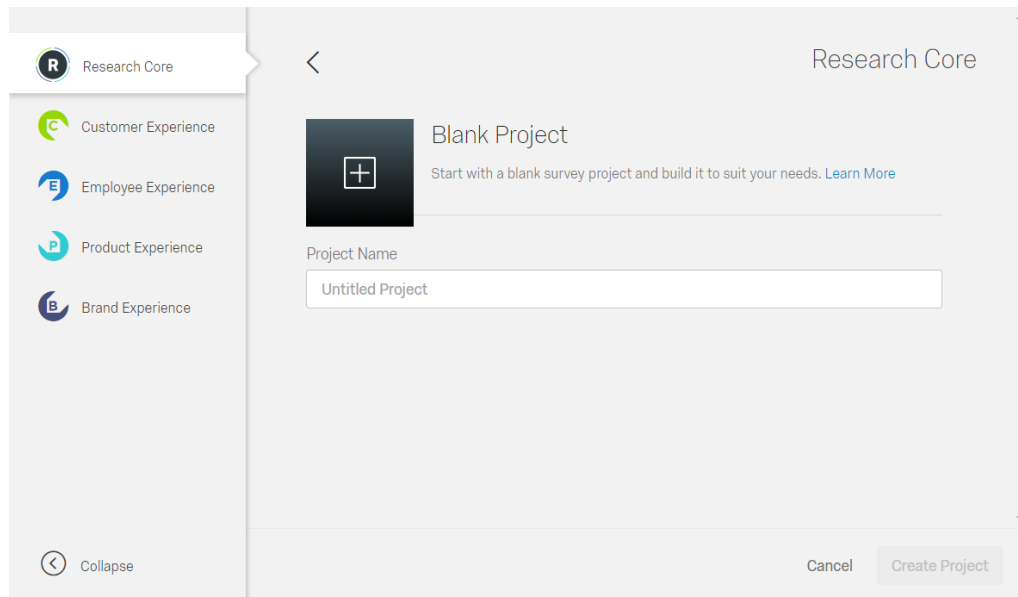 R Research Core
C Customer Experience
E Employee Experience
P Product Experience
B Brand Experience
Collapse
Research Core
Blank Project
Start with a blank survey project and build it to suit your needs. Learn More
Project Name
Untitled Project
Cancel Create Project